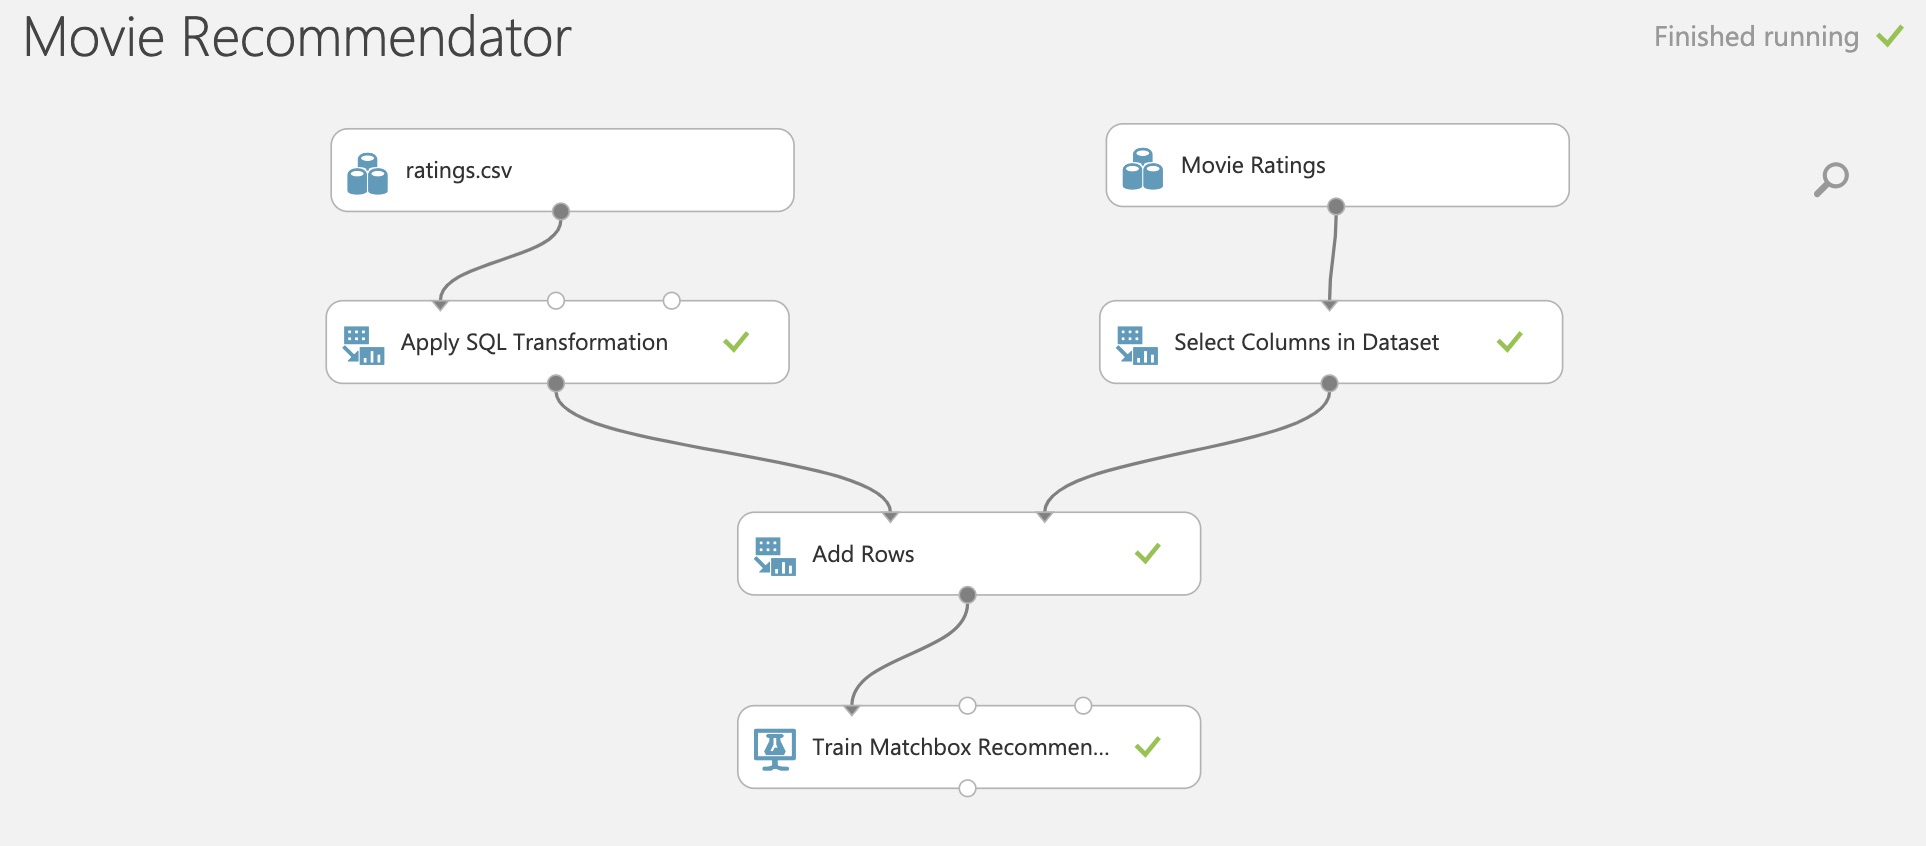 Movie Recommendator
Finished running
ratings.csv
Movie Ratings
Apply SQL Transformation
Select Columns in Dataset
Add Rows
Train Matchbox Recommen...